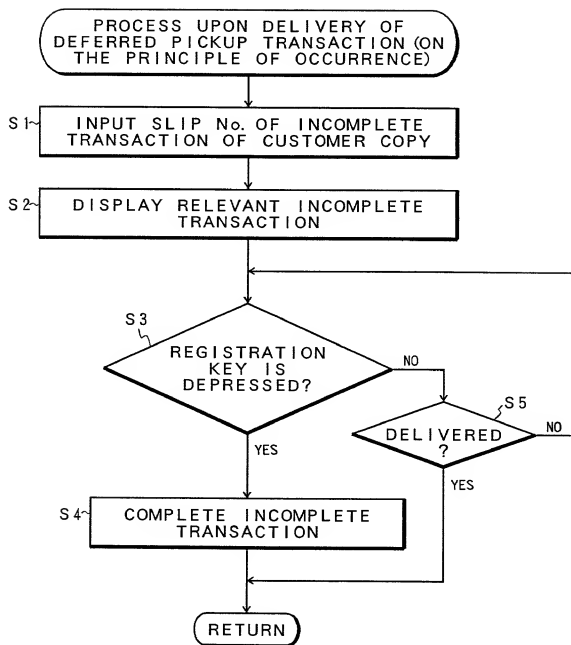 PROCESS UPON DELIVERY OF
DEFERRED PICKUP TRANSACTION (ON
THE PRINCIPLE OF OCCURRENCE)
S1
INPUT SLIP No. OF INCOMPLETE
TRANSACTION OF CUSTOMER COPY
S2
DISPLAY RELEVANT INCOMPLETE
TRANSACTION
S3
REGISTRATION
KEY IS
DEPRESSED?
NO
S5
DELIVERED
?
NO
YES
YES
S4
COMPLETE INCOMPLETE
TRANSACTION
RETURN